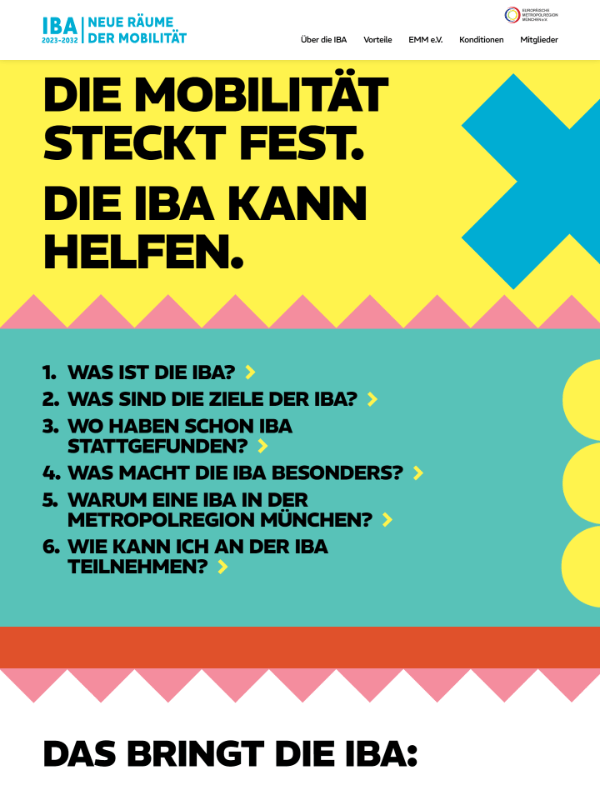 IBA
2023–2032
NEUE RÄUME
DER MOBILITÄT
EUROPÄISCHE
METROPOLREGION
MÜNCHEN e.V.
Über die IBA Vorteile EMM e.V. Konditionen Mitglieder
DIE MOBILITÄT
STECKT FEST.
DIE IBA KANN
HELFEN.
1. WAS IST DIE IBA?
2. WAS SIND DIE ZIELE DER IBA?
3. WO HABEN SCHON IBA
STATTGEFUNDEN?
4. WAS MACHT DIE IBA BESONDERS?
5. WARUM EINE IBA IN DER
METROPOLREGION MÜNCHEN?
6. WIE KANN ICH AN DER IBA
TEILNEHMEN?
DAS BRINGT DIE IBA: